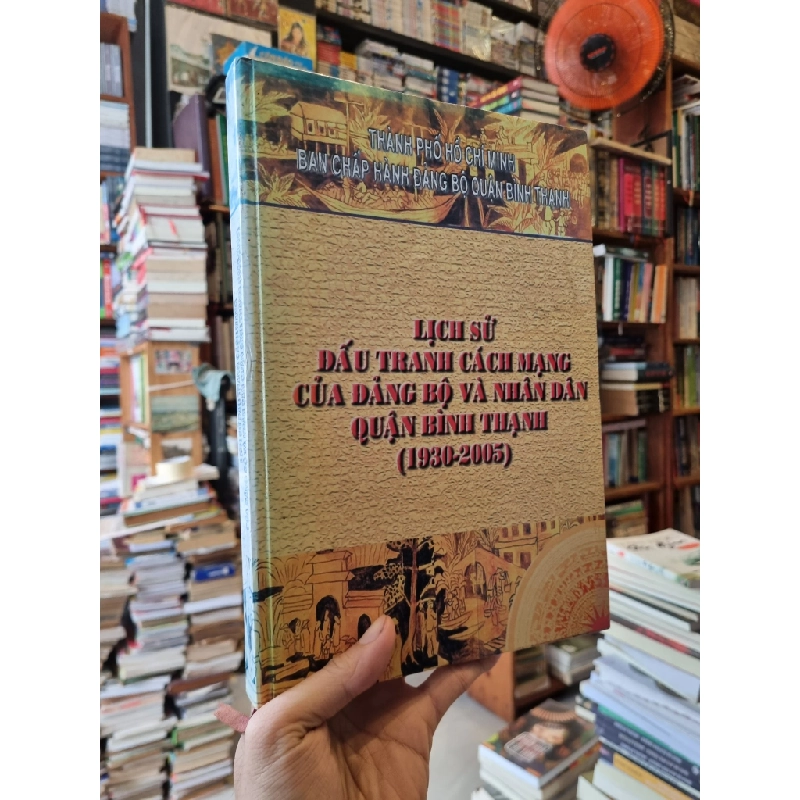 THÀNH PHỐ HỒ CHÍ MINH
BAN CHẤP HÀNH ĐẢNG BỘ QUẬN BÌNH THẠNH
LỊCH SỬ
ĐẤU TRANH CÁCH MẠNG
CỦA ĐẢNG BỘ VÀ NHÂN DÂN
QUẬN BÌNH THẠNH
(1930-2005)